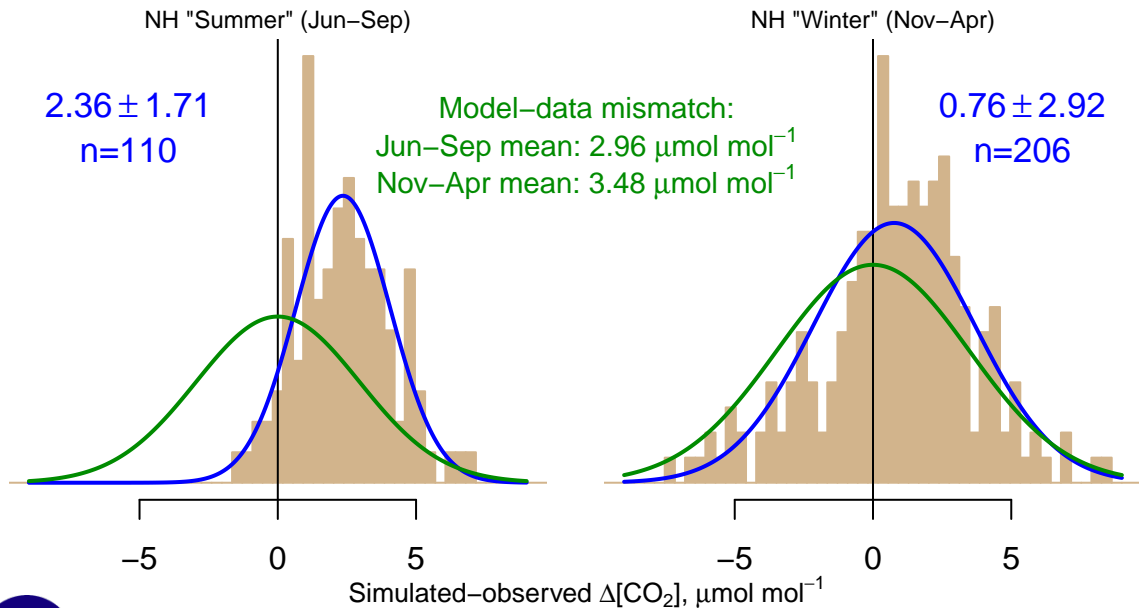 NH "Summer" (Jun−Sep)
2.36 ± 1.71
n=110
Model−data mismatch:
Jun−Sep mean: 2.96 μmol mol⁻¹
Nov−Apr mean: 3.48 μmol mol⁻¹
NH "Winter" (Nov−Apr)
0.76 ± 2.92
n=206
−5 0 5
−5 0 5
Simulated−observed Δ[CO₂], μmol mol⁻¹